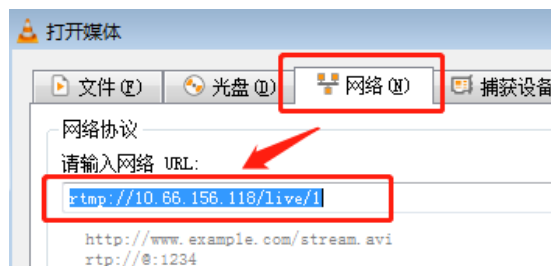 打开媒体
文件(F) 光盘(D) 网络(N) 捕获设备
网络协议
请输入网络 URL:
rtmp://10.66.156.118/live/1
http://www.example.com/stream.avi
rtp://@:1234